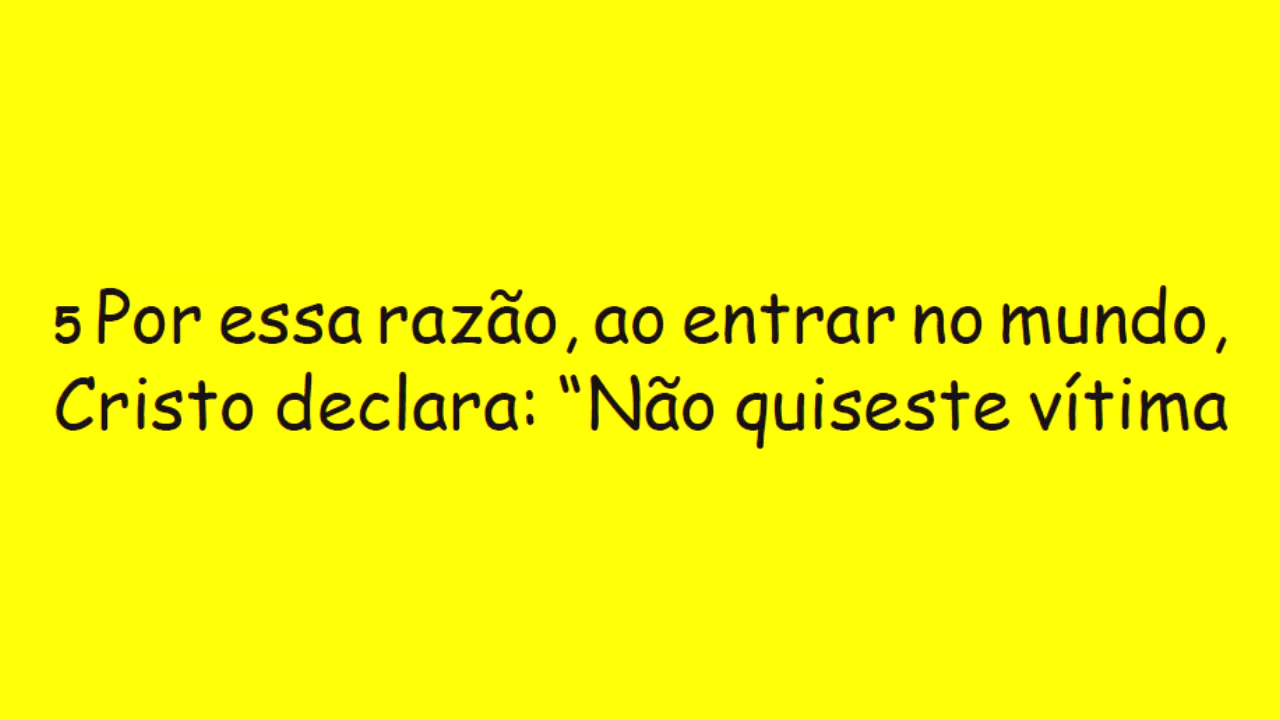 5 Por essa razão, ao entrar no mundo,
Cristo declara: “Não quiseste vítima